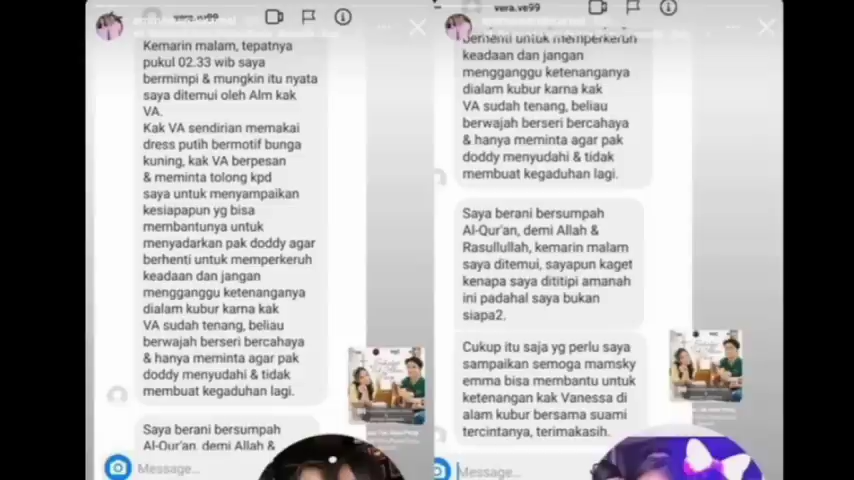 vera.ve99
Kemarin malam, tepatnya
pukul 02.33 wib saya
bermimpi & mungkin itu nyata
saya ditemui oleh Alm kak
VA.
Kak VA sendirian memakai
dress putih bermotif bunga
kuning, kak VA berpesan
& meminta tolong kpd
saya untuk menyampaikan
kesiapapun yg bisa
membantunya untuk
menyadarkan pak doddy agar
berhenti untuk memperkeruh
keadaan dan jangan
mengganggu ketenanganya
dialam kubur karna kak
VA sudah tenang, beliau
berwajah berseri bercahaya
& hanya meminta agar pak
doddy menyudahi & tidak
membuat kegaduhan lagi.
Saya berani bersumpah
Al-Qur'an, demi Allah &
Message...
vera.ve99
berhenti untuk memperkeruh
keadaan dan jangan
mengganggu ketenanganya
dialam kubur karna kak
VA sudah tenang, beliau
berwajah berseri bercahaya
& hanya meminta agar pak
doddy menyudahi & tidak
membuat kegaduhan lagi.
Saya berani bersumpah
Al-Qur'an, demi Allah &
Rasullullah, kemarin malam
saya ditemui, sayapun kaget
kenapa saya dititipi amanah
ini padahal saya bukan
siapa2.
Cukup itu saja yg perlu saya
sampaikan semoga mamsky
emma bisa membantu untuk
ketenangan kak Vanessa di
alam kubur bersama suami
tercintanya, terimakasih.
Message...